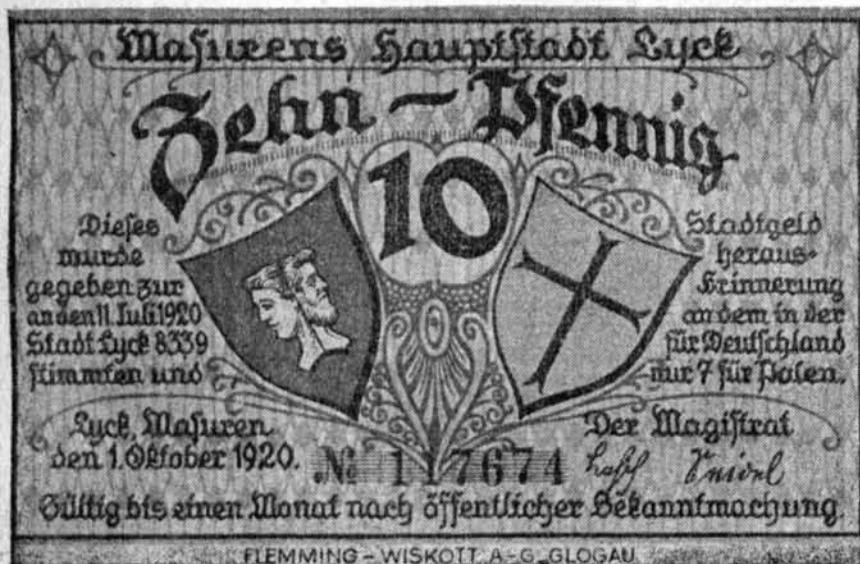 Masurens Hauptstadt Lyck
Zehn - Pfennig
10
Dieses Stadtgeld
wurde heraus-
gegeben zur Erinnerung
an den 11. Juli 1920 an dem in der
Stadt Lyck 8339 für Deutschland
stimmten und nur 7 für Polen.
Lyck, Masuren Der Magistrat
den 1. Oktober 1920.
№ 117674
Gültig bis einen Monat nach öffentlicher Bekanntmachung.
FLEMMING – WISKOTT A-G GLOGAU